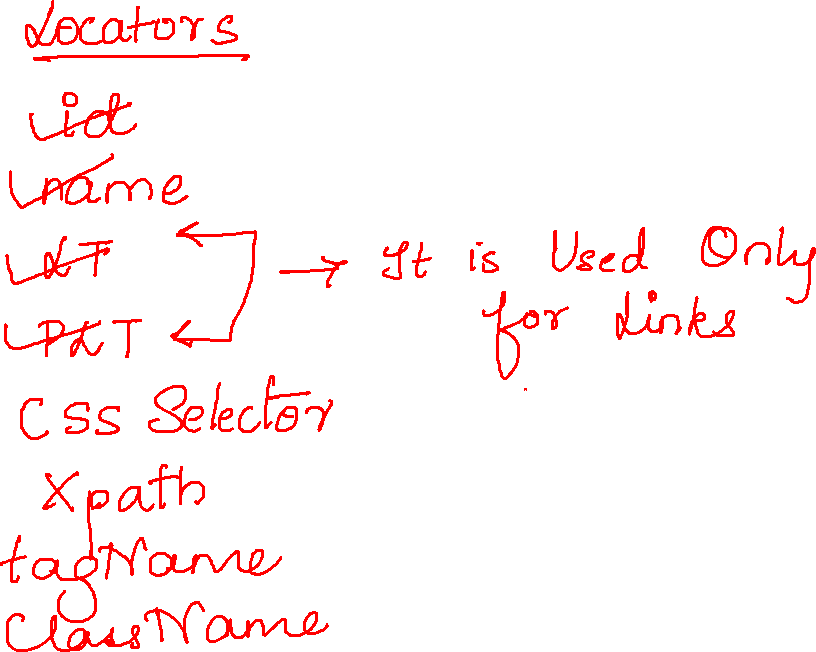 Locators
id
name
LT
PLT
→ It is Used Only
for Links
CSS Selector
Xpath
tagName
ClassName